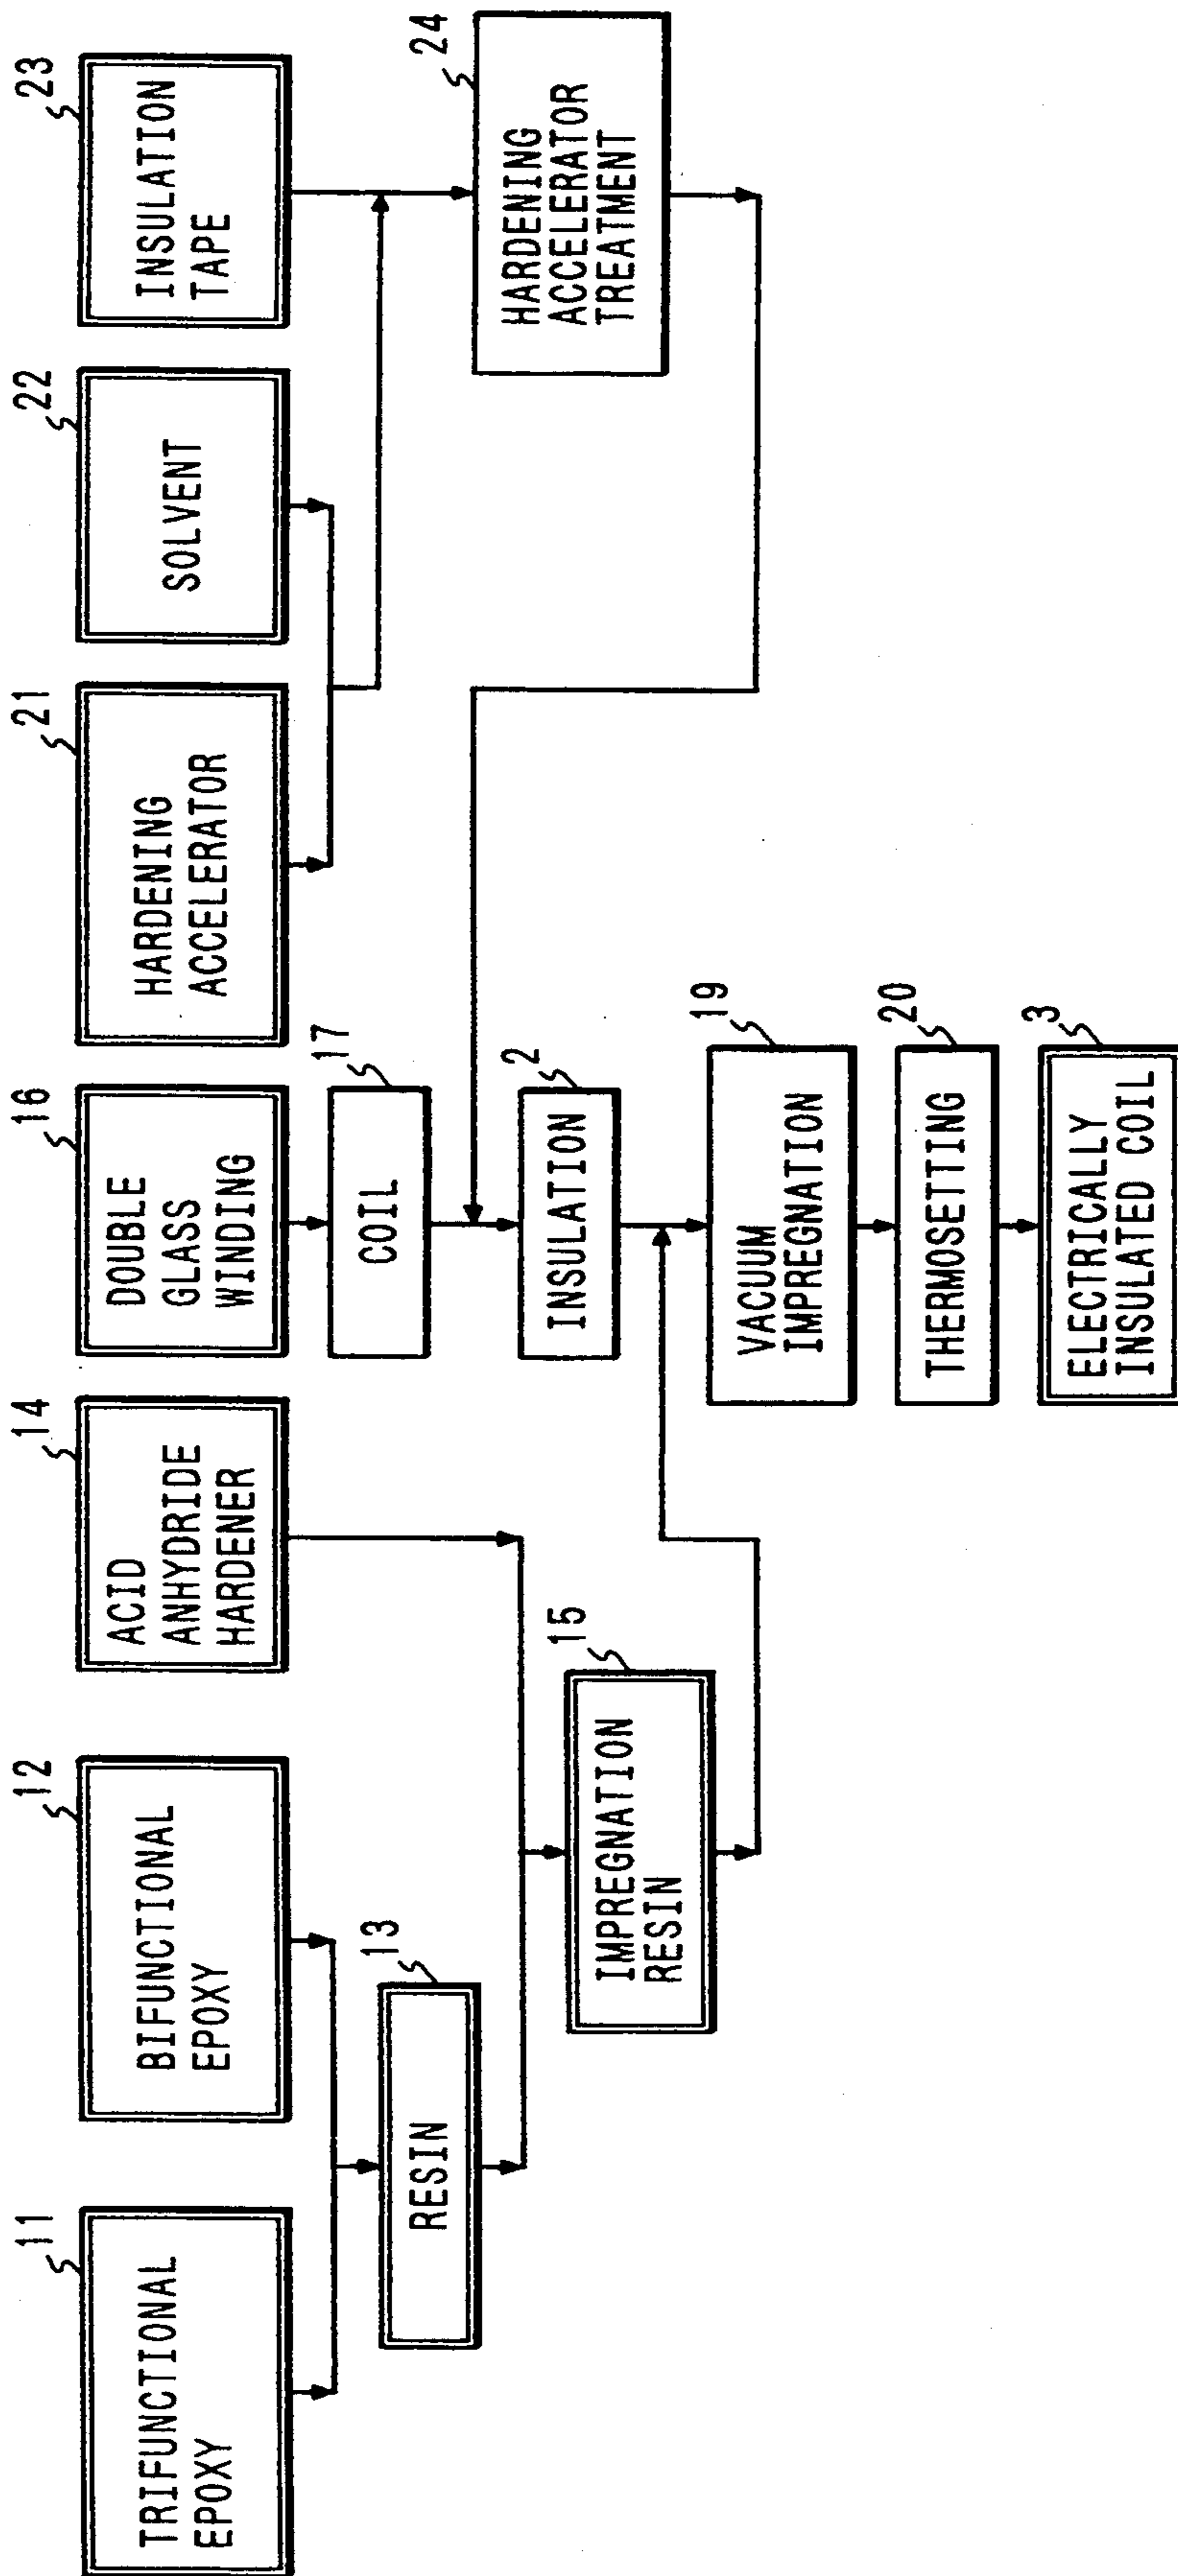 11
TRIFUNCTIONAL
EPOXY
12
BIFUNCTIONAL
EPOXY
14
ACID
ANHYDRIDE
HARDENER
16
DOUBLE
GLASS
WINDING
21
HARDENING
ACCELERATOR
22
SOLVENT
23
INSULATION
TAPE
13
RESIN
17
COIL
24
HARDENING
ACCELERATOR
TREATMENT
15
IMPREGNATION
RESIN
2
INSULATION
19
VACUUM
IMPREGNATION
20
THERMOSETTING
3
ELECTRICALLY
INSULATED COIL